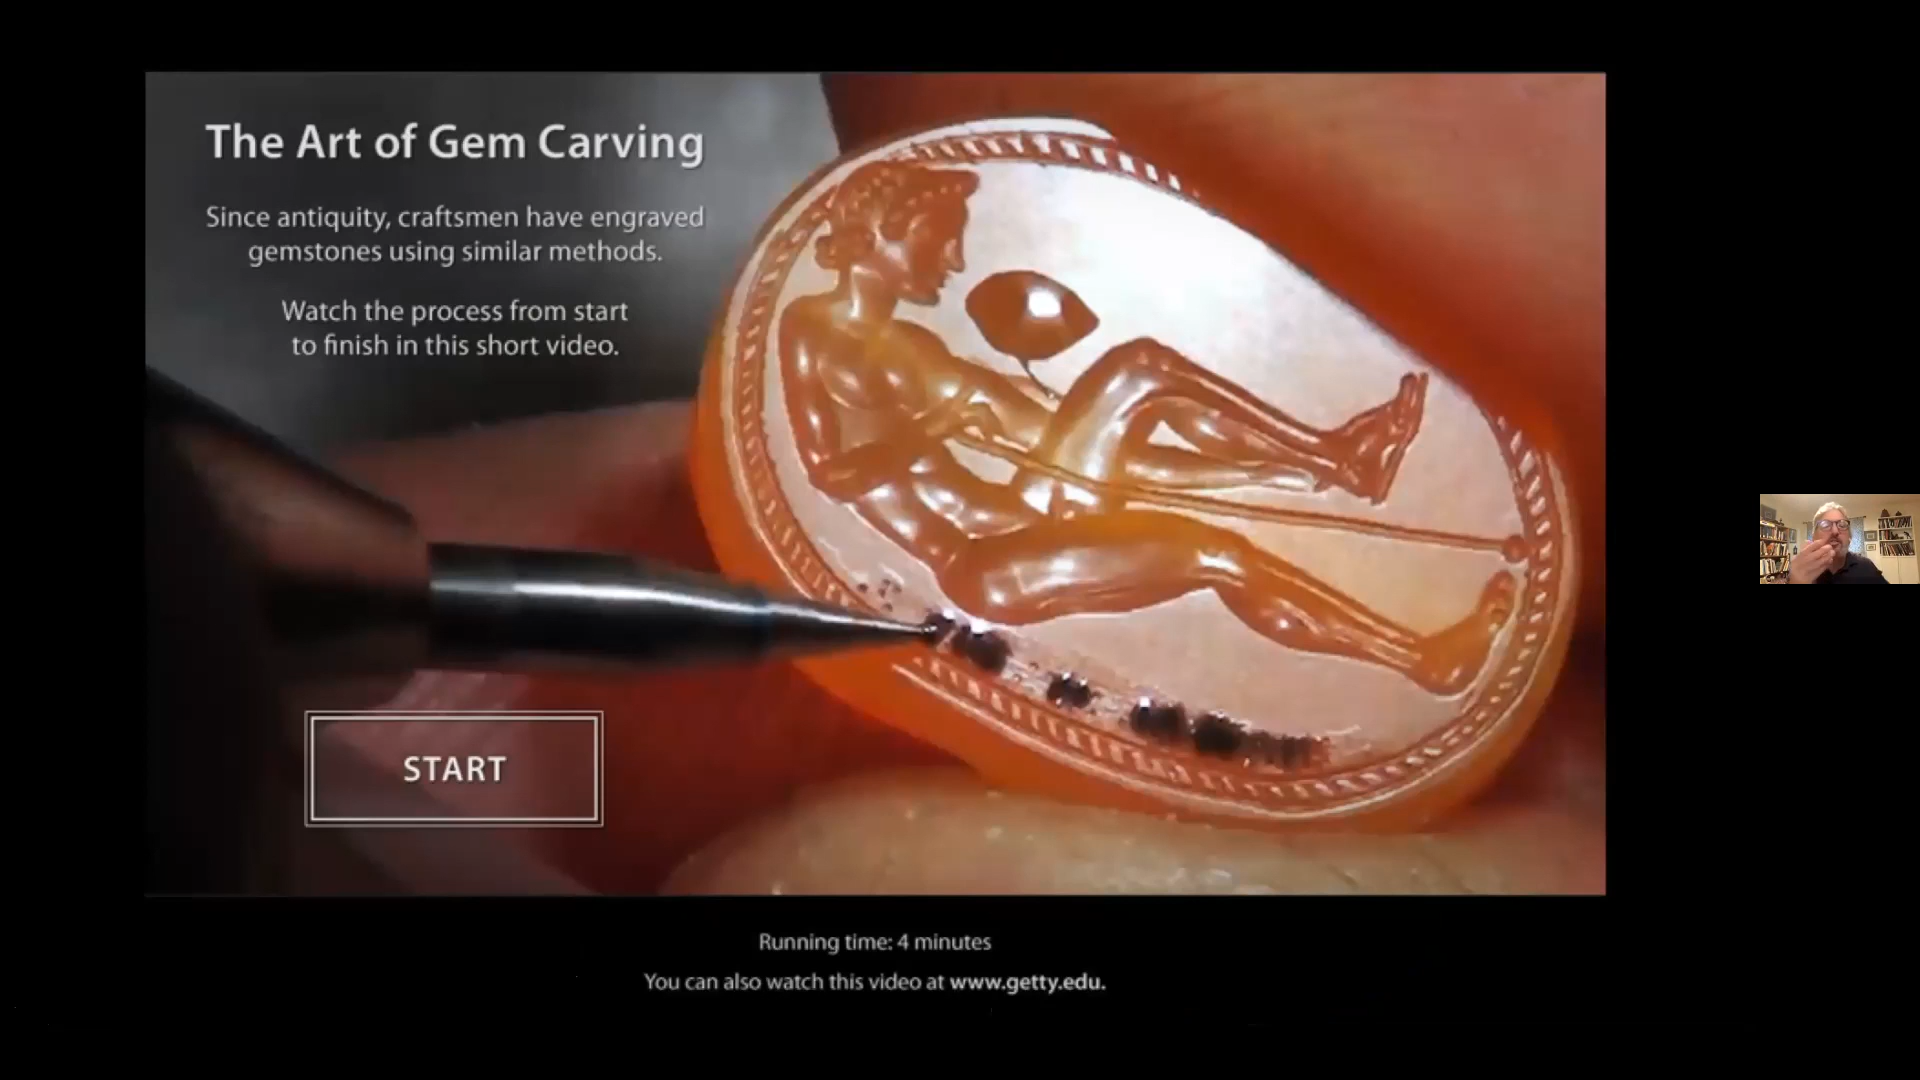 The Art of Gem Carving
Since antiquity, craftsmen have engraved
gemstones using similar methods.
Watch the process from start
to finish in this short video.
START
Running time: 4 minutes
You can also watch this video at www.getty.edu.